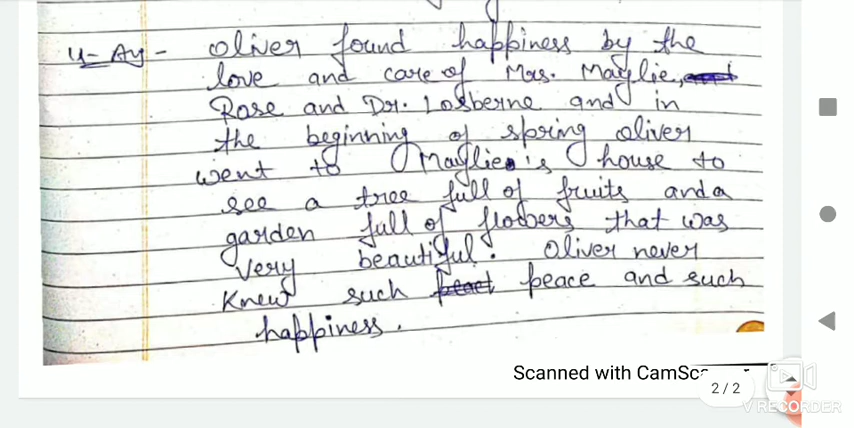 4- Ay - Oliver found happiness by the
love and care of Mrs. Maylie,
Rose and Dr. Losberne and in
the beginning of spring oliver
went to Maylie's house to
see a tree full of fruits and a
garden full of flowers that was
very beautiful. Oliver never
knew such peace and such
happiness.
Scanned with CamSc
2 / 2
V RECORDER